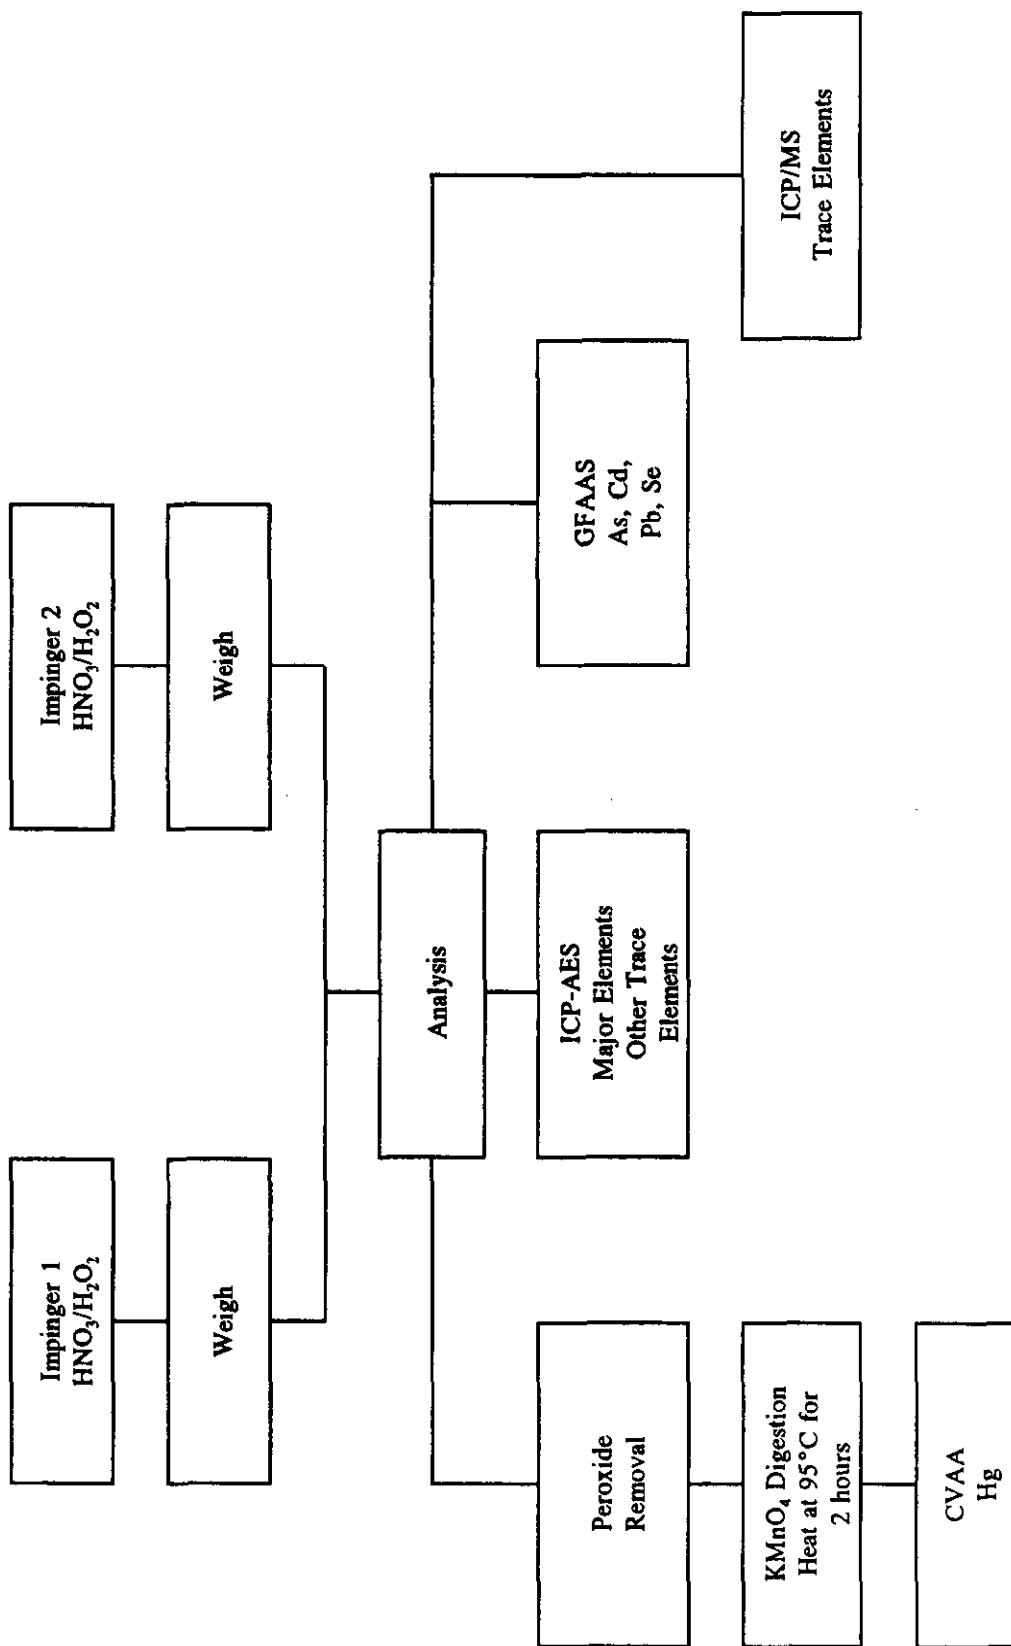 Impinger 1
HNO₃/H₂O₂
Impinger 2
HNO₃/H₂O₂
Weigh
Weigh
Analysis
Peroxide
Removal
ICP-AES
Major Elements
Other Trace
Elements
GFAAS
As, Cd,
Pb, Se
KMnO₄ Digestion
Heat at 95°C for
2 hours
ICP/MS
Trace Elements
CVAA
Hg